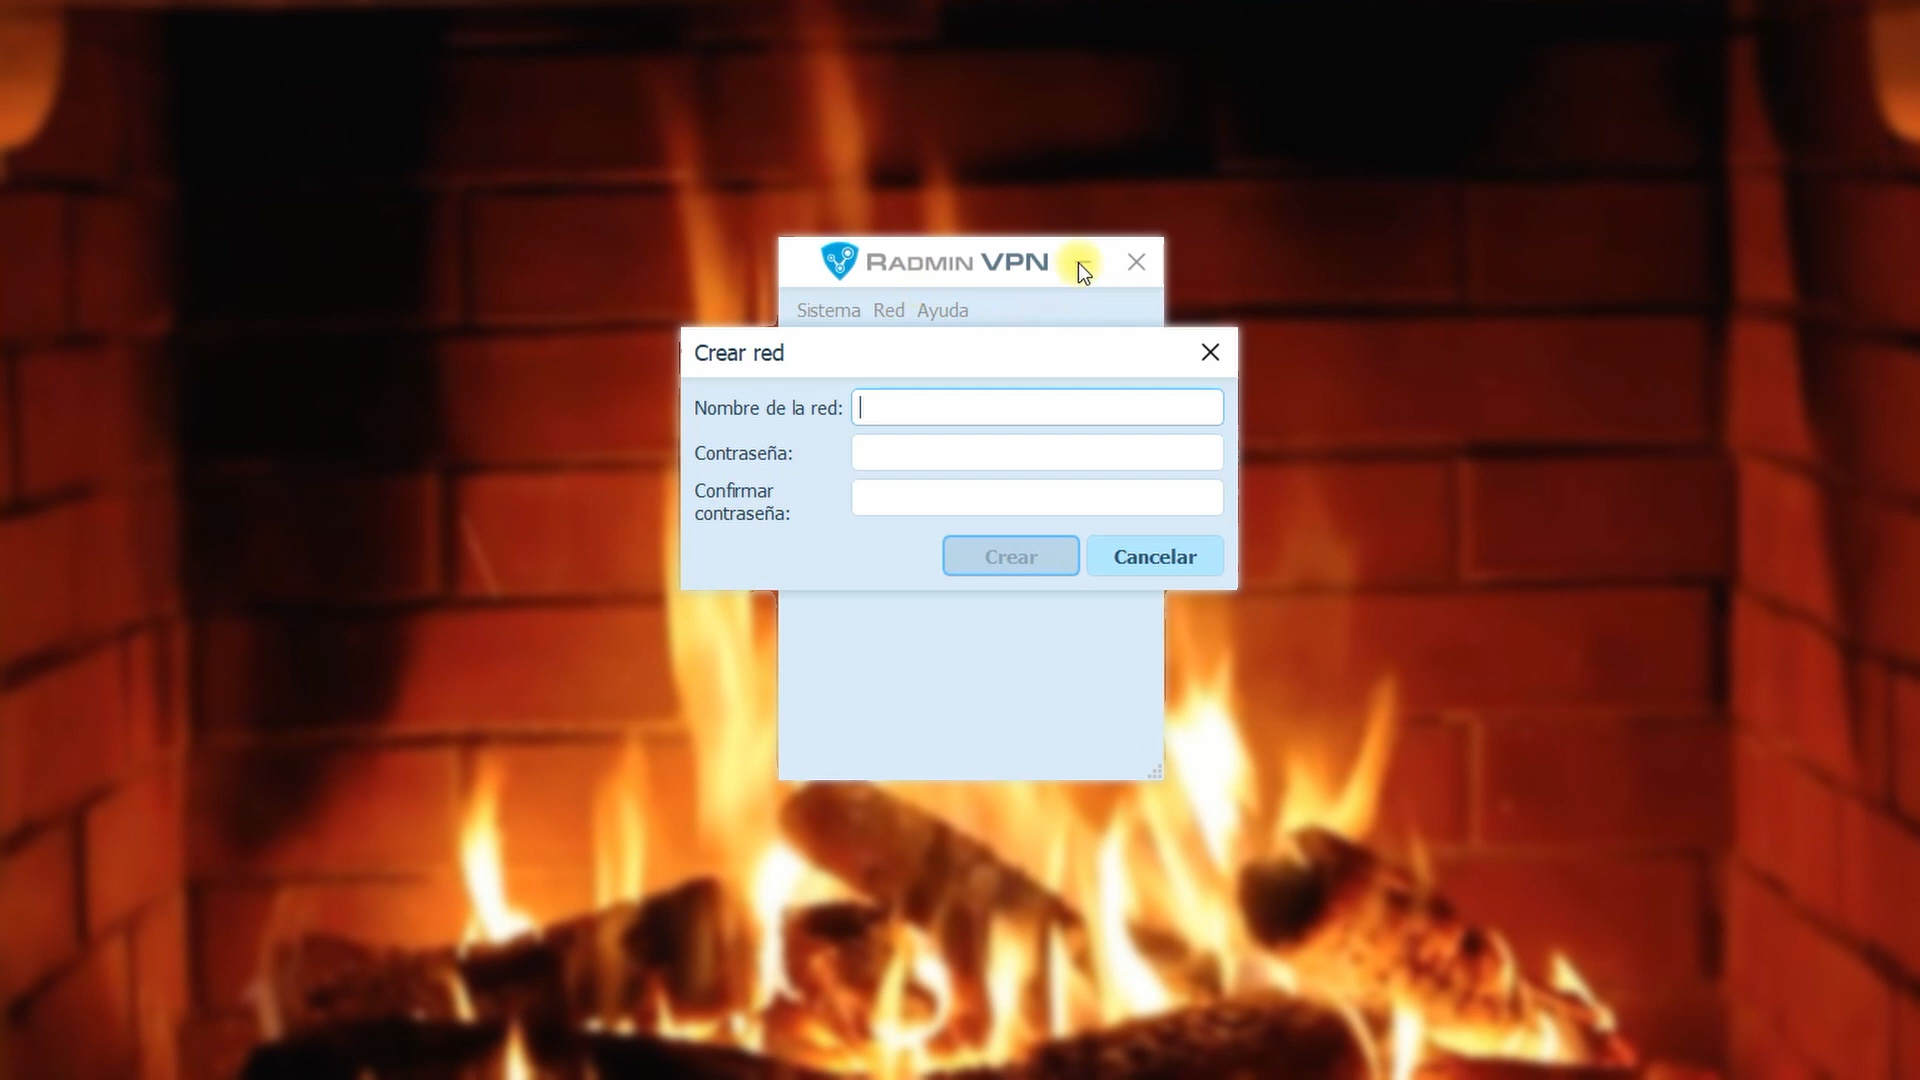 RADMIN VPN
Sistema Red Ayuda
Crear red
Nombre de la red:
Contraseña:
Confirmar
contraseña:
Crear Cancelar